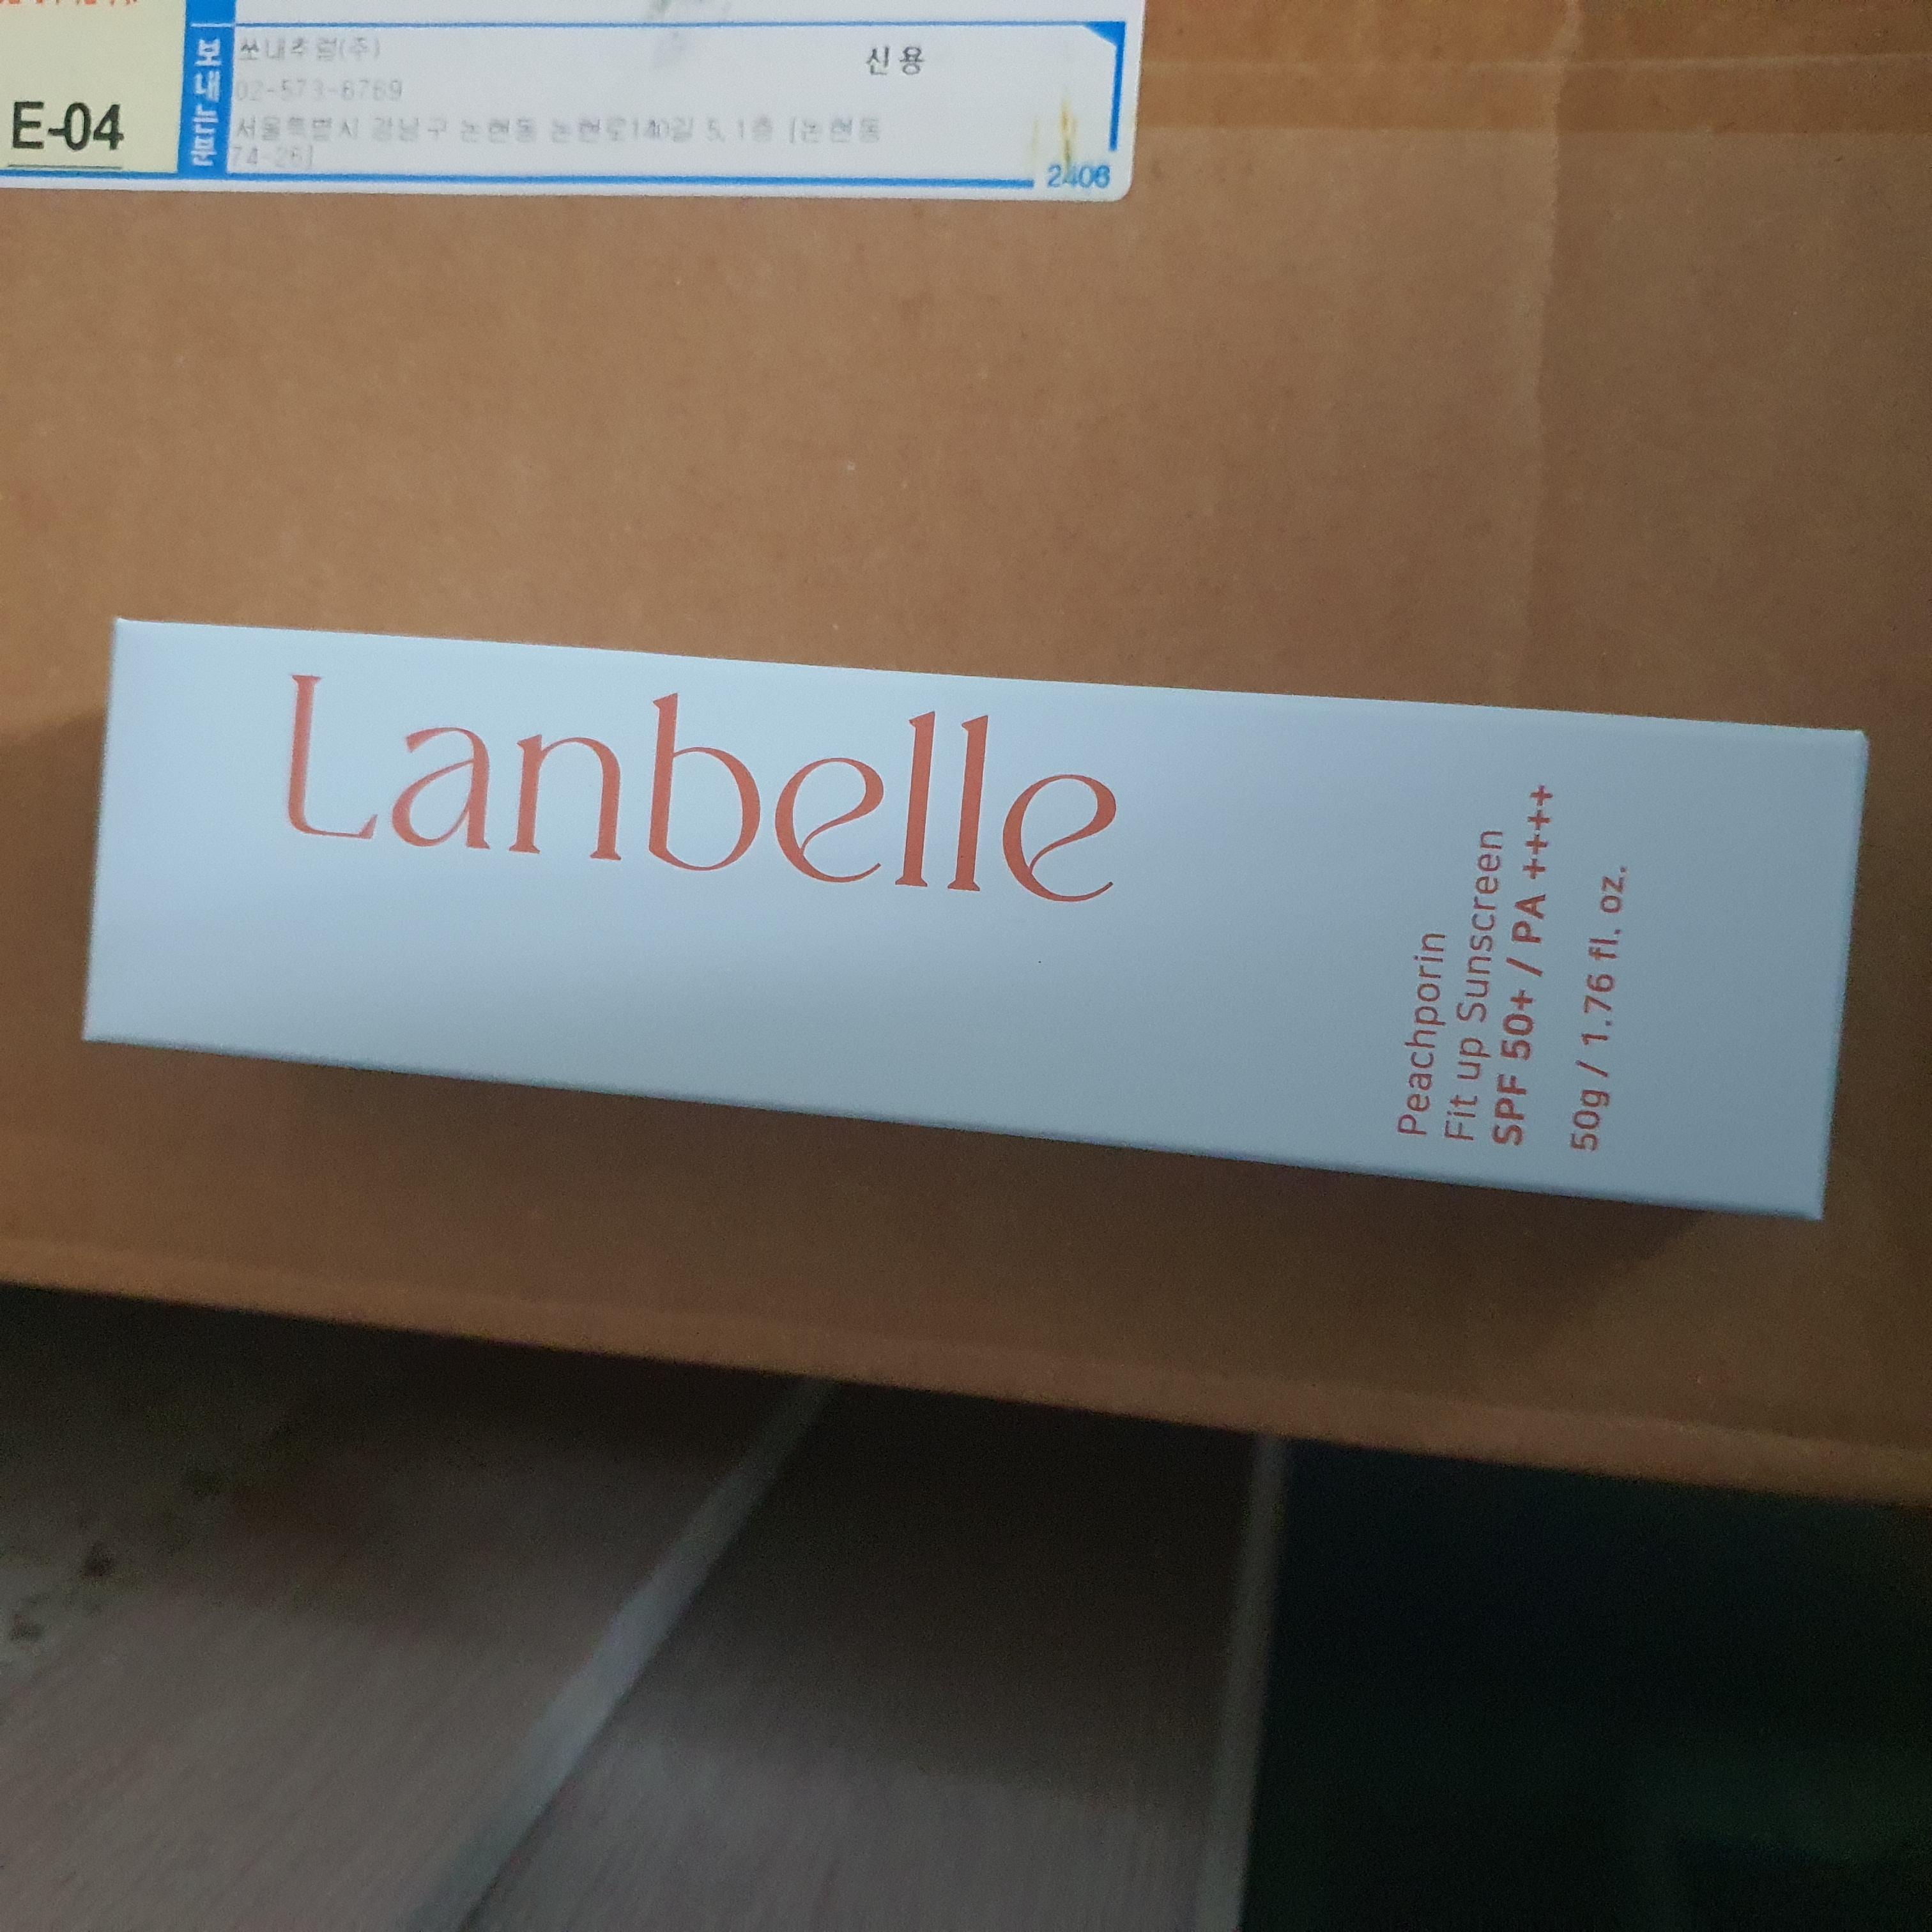 E-04
보내는분
쏘내추럴(주)
신용
02-573-6769
서울특별시 강남구 논현동 논현로140길 5, 1층 [논현동
74-26]
2406
Lanbelle
Peachporin
Fit up Sunscreen
SPF 50+ / PA ++++
50g / 1.76 fl. oz.